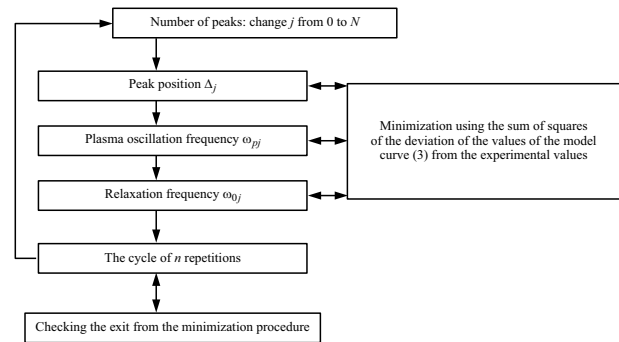 Number of peaks: change j from 0 to N
Peak position Δj
Plasma oscillation frequency ωpj
Relaxation frequency ω0j
The cycle of n repetitions
Checking the exit from the minimization procedure
Minimization using the sum of squares
of the deviation of the values of the model
curve (3) from the experimental values